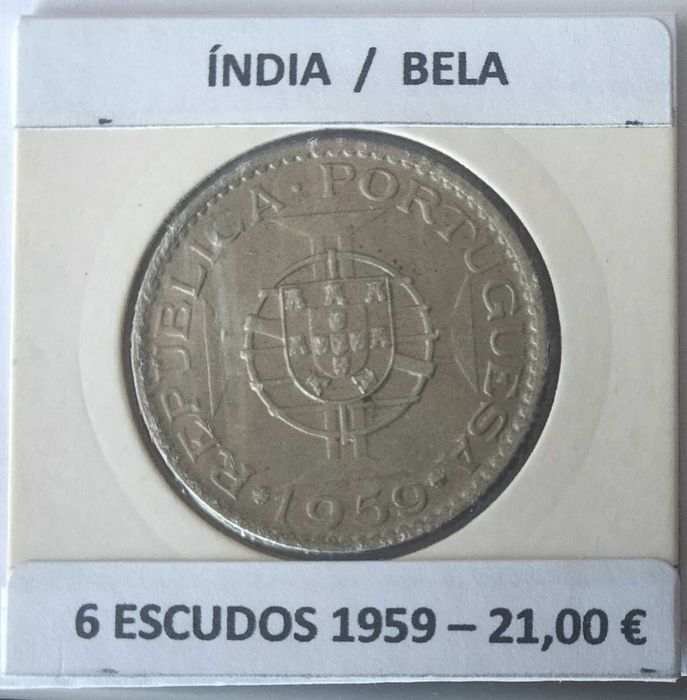 ÍNDIA / BELA
REPUBLICA · PORTUGUESA
1959
6 ESCUDOS 1959 – 21,00 €